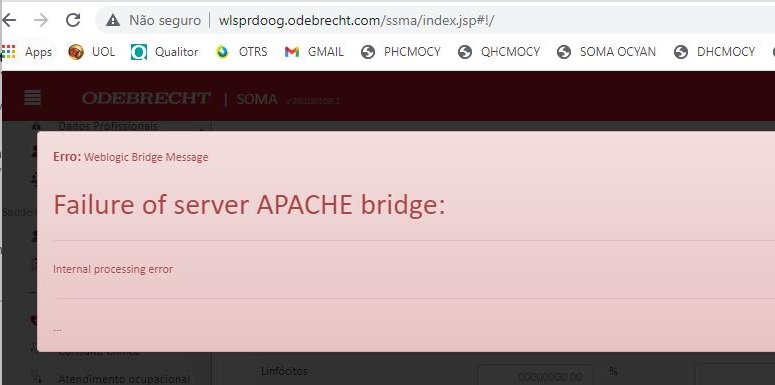 Não seguro | wlsprdoog.odebrecht.com/ssma/index.jsp#!/
Apps UOL Qualitor OTRS GMAIL PHCMOCY QHCMOCY SOMA OCYAN DHCMOCY
ODEBRECHT | SOMA
Dados Profissionais
Erro: Weblogic Bridge Message
Failure of server APACHE bridge:
Internal processing error
...
Consulta Clínico
Atendimento ocupacional
Linfócitos 00000000.00 %